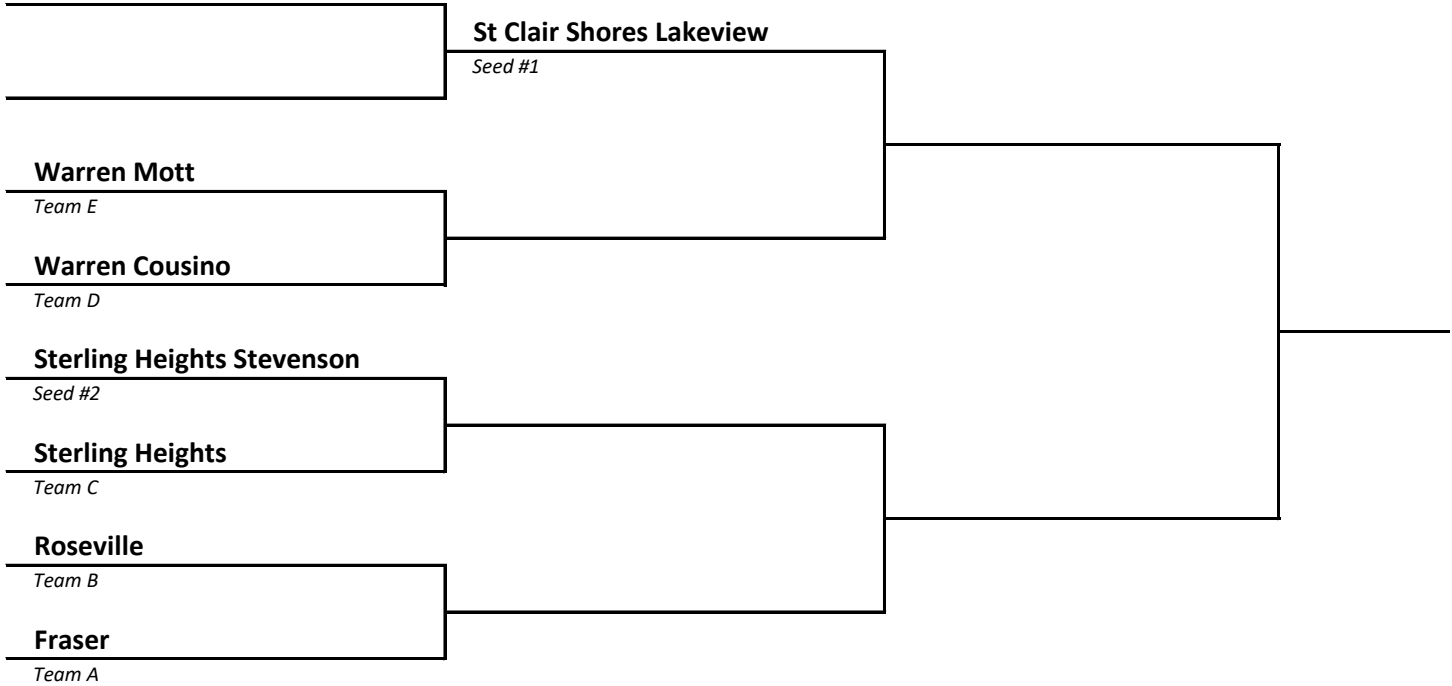 St Clair Shores Lakeview
Seed #1
Warren Mott
Team E
Warren Cousino
Team D
Sterling Heights Stevenson
Seed #2
Sterling Heights
Team C
Roseville
Team B
Fraser
Team A